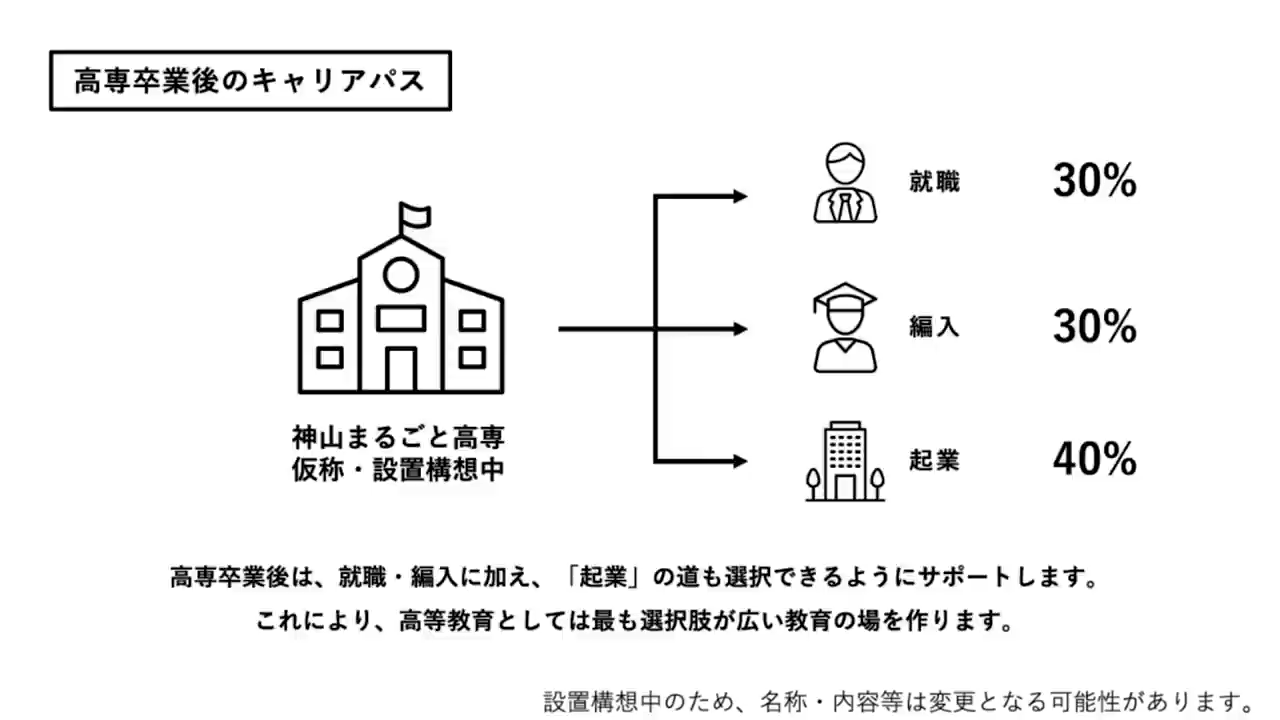 高専卒業後のキャリアパス
就職 30%
編入 30%
起業 40%
神山まるごと高専
仮称・設置構想中
高専卒業後は、就職・編入に加え、「起業」の道も選択できるようにサポートします。
これにより、高等教育としては最も選択肢が広い教育の場を作ります。
設置構想中のため、名称・内容等は変更となる可能性があります。